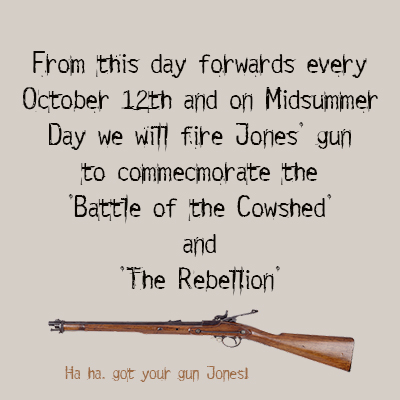 From this day forwards every
October 12th and on Midsummer
Day we will fire Jones' gun
to commecmorate the
'Battle of the Cowshed'
and
'The Rebellion'
Ha ha. got your gun Jones!